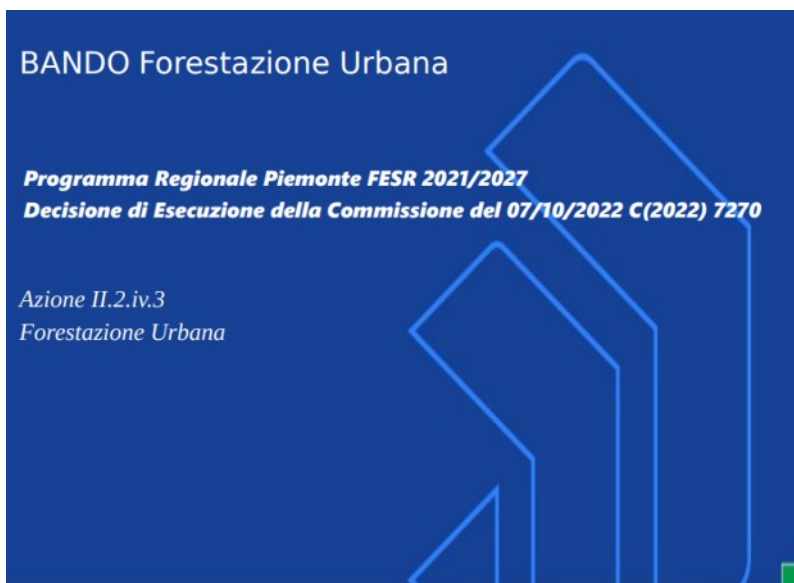 BANDO Forestazione Urbana
Programma Regionale Piemonte FESR 2021/2027
Decisione di Esecuzione della Commissione del 07/10/2022 C(2022) 7270
Azione II.2.iv.3
Forestazione Urbana